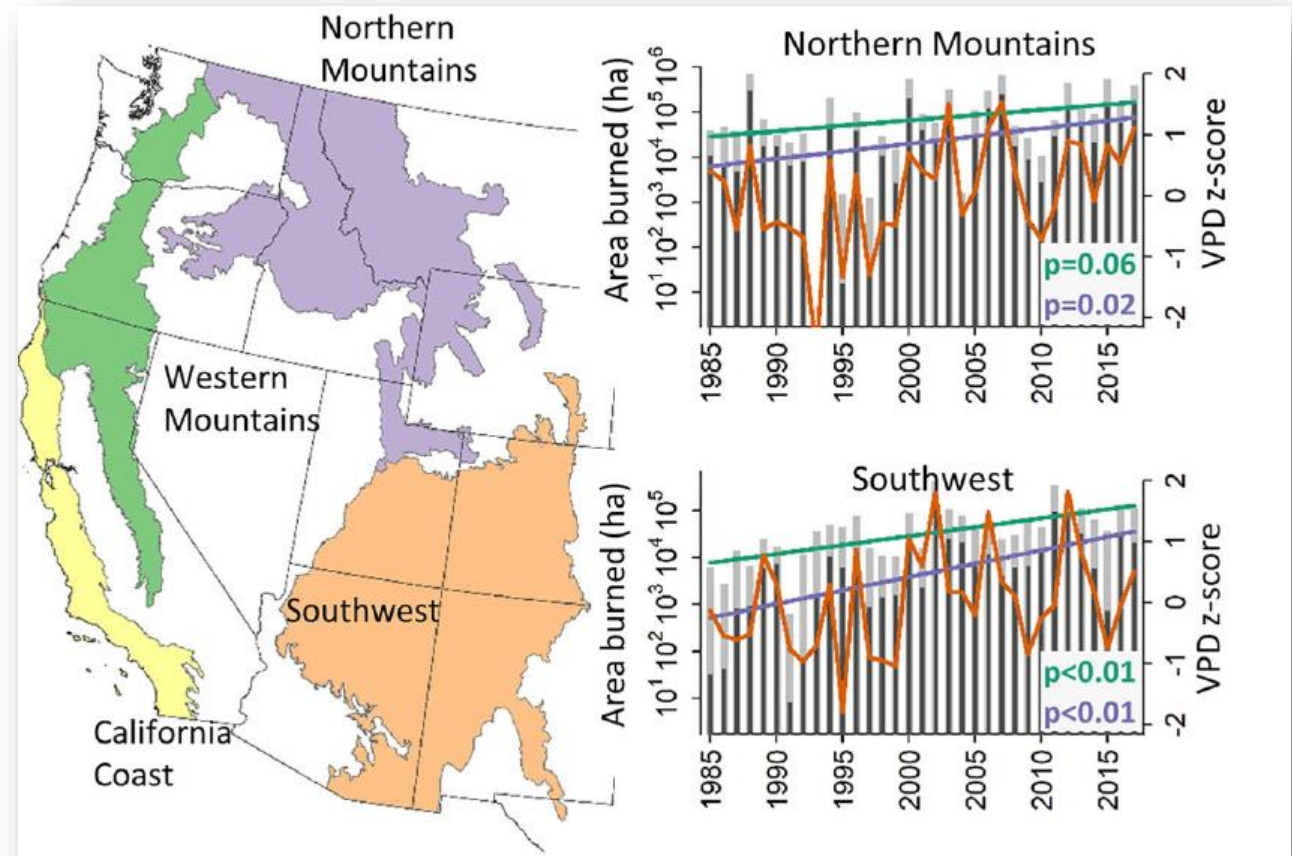 Northern
Mountains
Western
Mountains
Southwest
California
Coast
Northern Mountains
Area burned (ha)
10^6
10^5
10^4
10^3
10^2
10^1
2
1
0
-1
-2
VPD z-score
p=0.06
p=0.02
1985
1990
1995
2000
2005
2010
2015
Southwest
Area burned (ha)
10^5
10^4
10^3
10^2
10^1
2
1
0
-1
-2
VPD z-score
p<0.01
p<0.01
1985
1990
1995
2000
2005
2010
2015